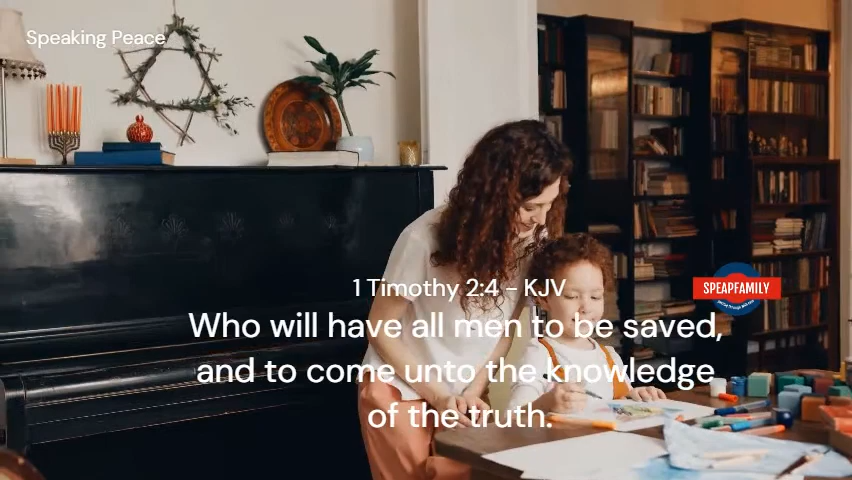 Speaking Peace
1 Timothy 2:4 – KJV
SPEAPFAMILY
Who will have all men to be saved,
and to come unto the knowledge
of the truth.